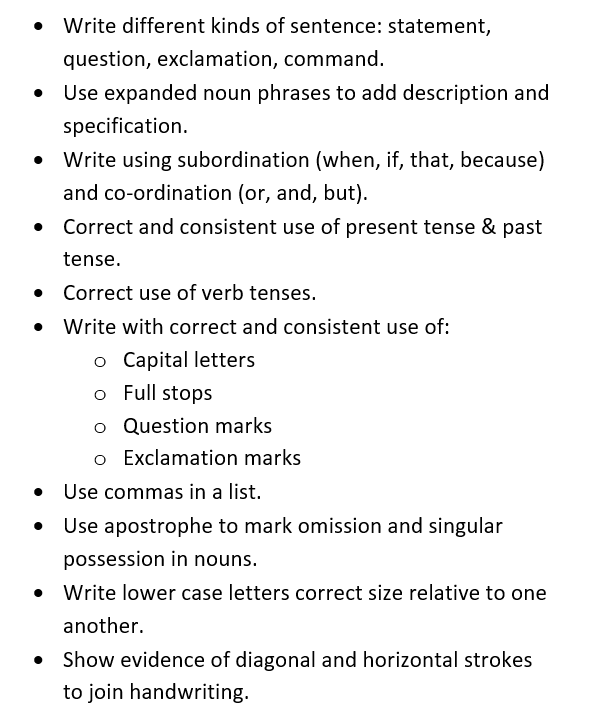 • Write different kinds of sentence: statement,
question, exclamation, command.
• Use expanded noun phrases to add description and
specification.
• Write using subordination (when, if, that, because)
and co-ordination (or, and, but).
• Correct and consistent use of present tense & past
tense.
• Correct use of verb tenses.
• Write with correct and consistent use of:
o Capital letters
o Full stops
o Question marks
o Exclamation marks
• Use commas in a list.
• Use apostrophe to mark omission and singular
possession in nouns.
• Write lower case letters correct size relative to one
another.
• Show evidence of diagonal and horizontal strokes
to join handwriting.